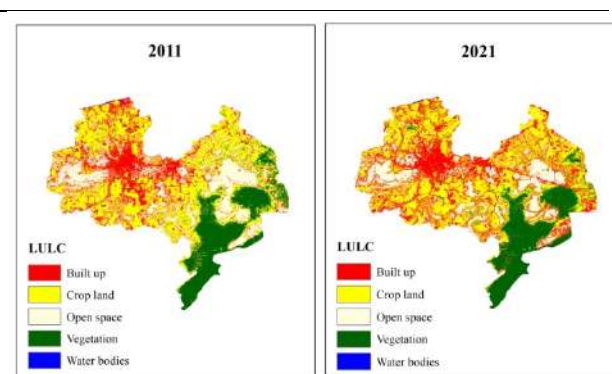 2011
LULC
Built up
Crop land
Open space
Vegetation
Water bodies
2021
LULC
Built up
Crop land
Open space
Vegetation
Water bodies